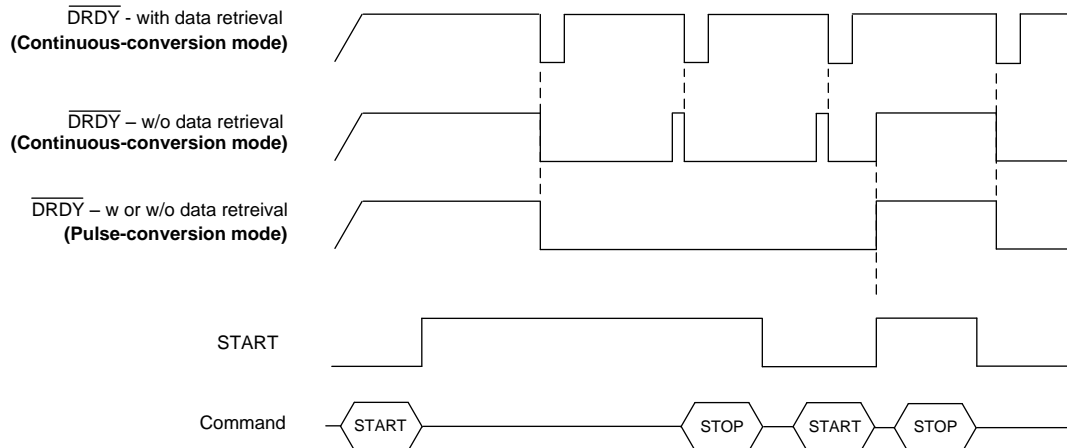 DRDY - with data retrieval
(Continuous-conversion mode)
DRDY – w/o data retrieval
(Continuous-conversion mode)
DRDY – w or w/o data retreival
(Pulse-conversion mode)
START
Command
START
STOP
START
STOP